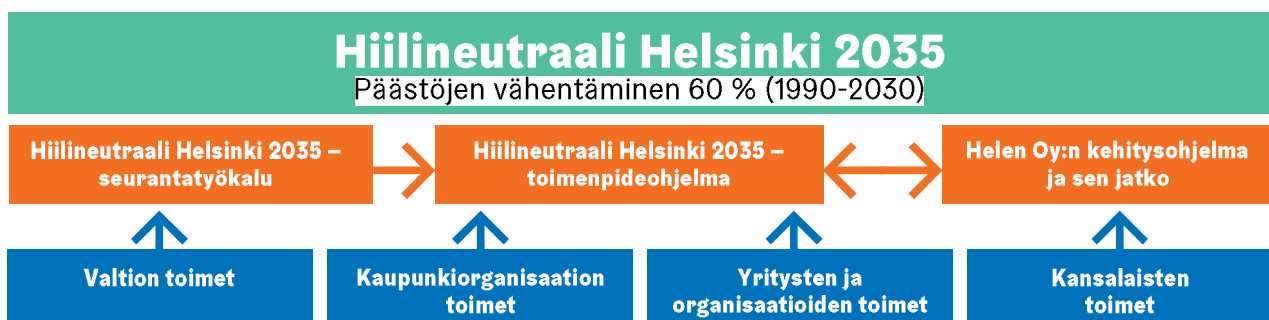 Hiilineutraali Helsinki 2035
Päästöjen vähentäminen 60 % (1990-2030)
Hiilineutraali Helsinki 2035 –
seurantatyökalu
Hiilineutraali Helsinki 2035 –
toimenpideohjelma
Helen Oy:n kehitysohjelma
ja sen jatko
Valtion toimet
Kaupunkiorganisaation
toimet
Yritysten ja
organisaatioiden toimet
Kansalaisten
toimet